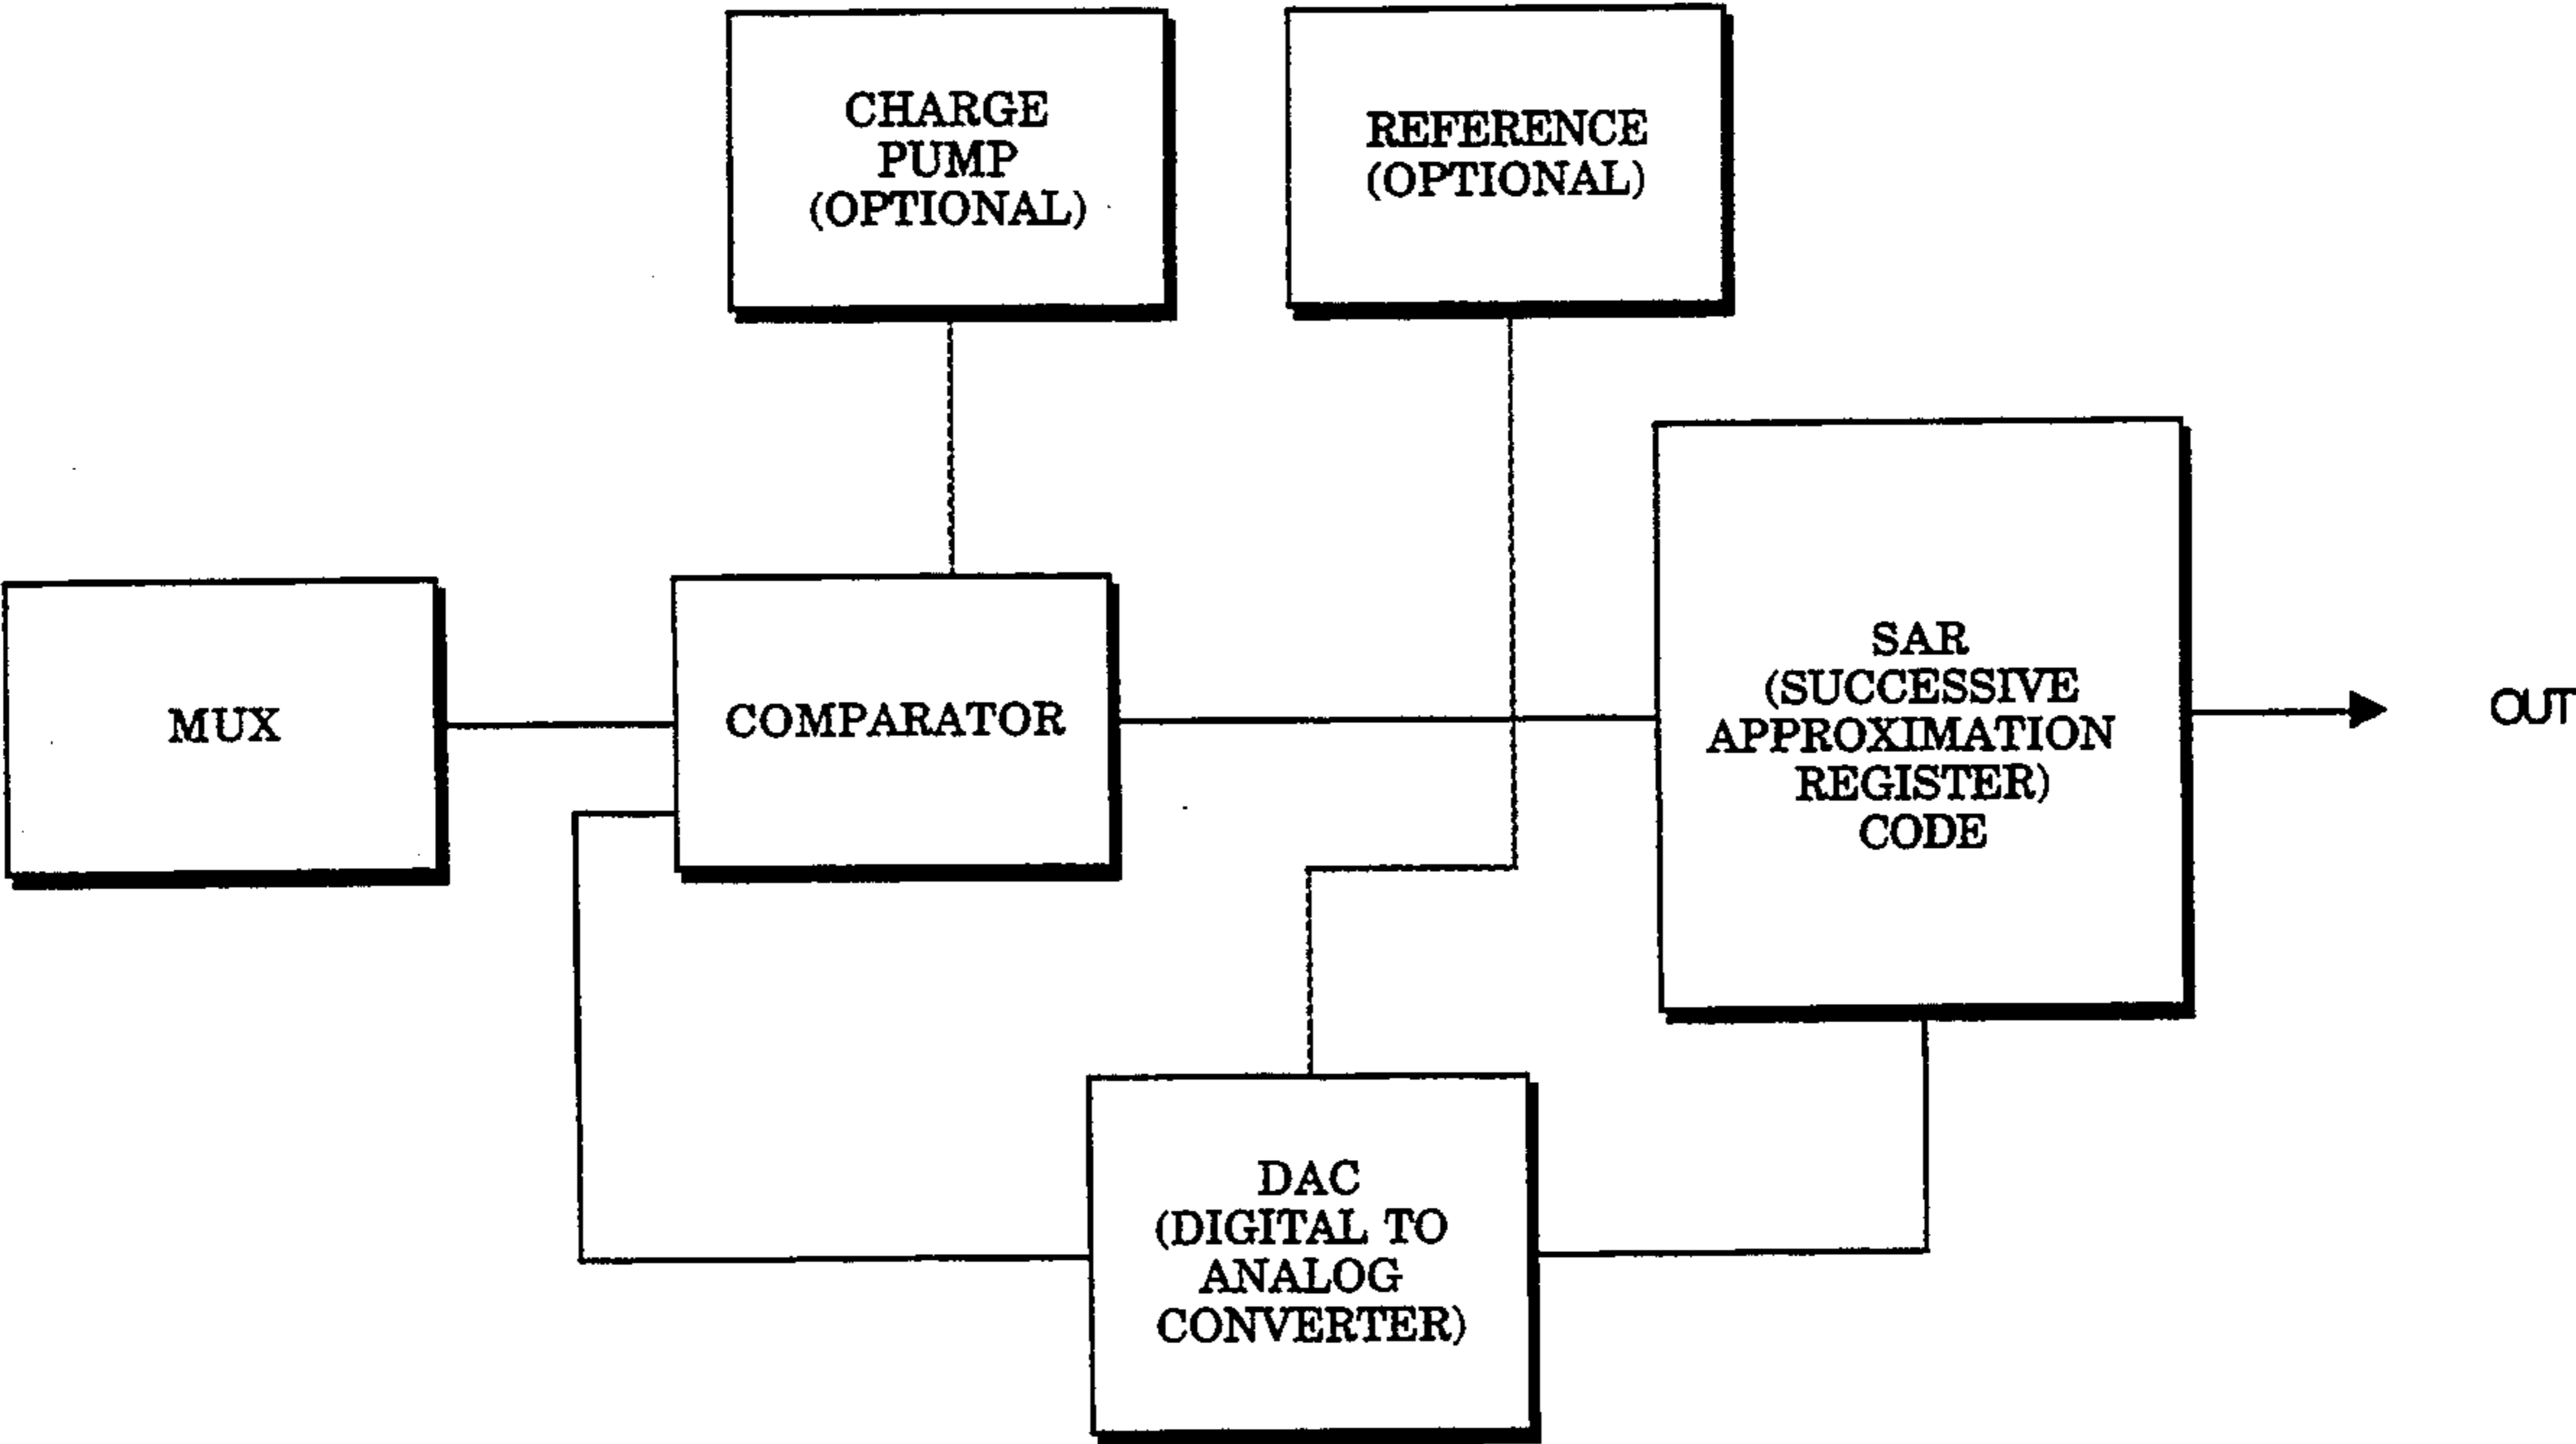 CHARGE
PUMP
(OPTIONAL)
REFERENCE
(OPTIONAL)
MUX
COMPARATOR
SAR
(SUCCESSIVE
APPROXIMATION
REGISTER)
CODE
OUT
DAC
(DIGITAL TO
ANALOG
CONVERTER)